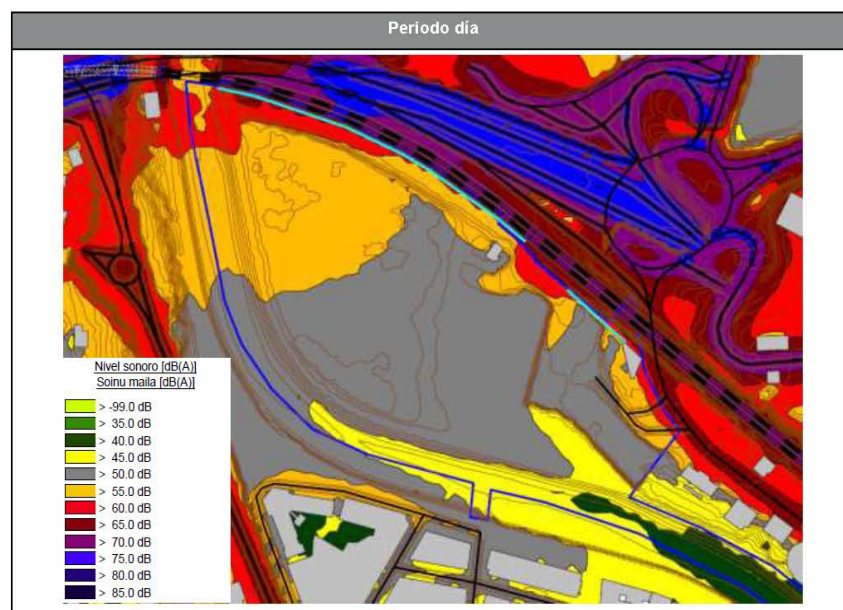 Periodo día
Nivel sonoro [dB(A)]
Soinu maila [dB(A)]
> -99.0 dB
> 35.0 dB
> 40.0 dB
> 45.0 dB
> 50.0 dB
> 55.0 dB
> 60.0 dB
> 65.0 dB
> 70.0 dB
> 75.0 dB
> 80.0 dB
> 85.0 dB